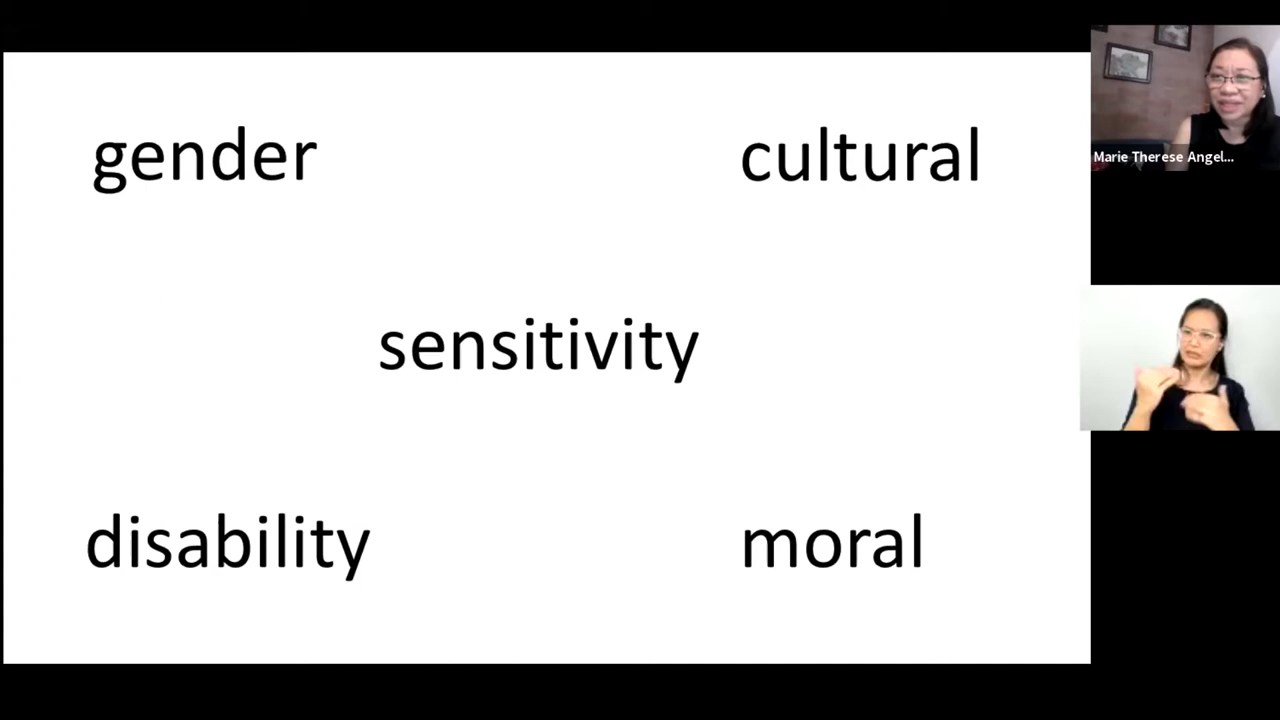 gender
cultural
sensitivity
disability
moral
Marie Therese Angel...